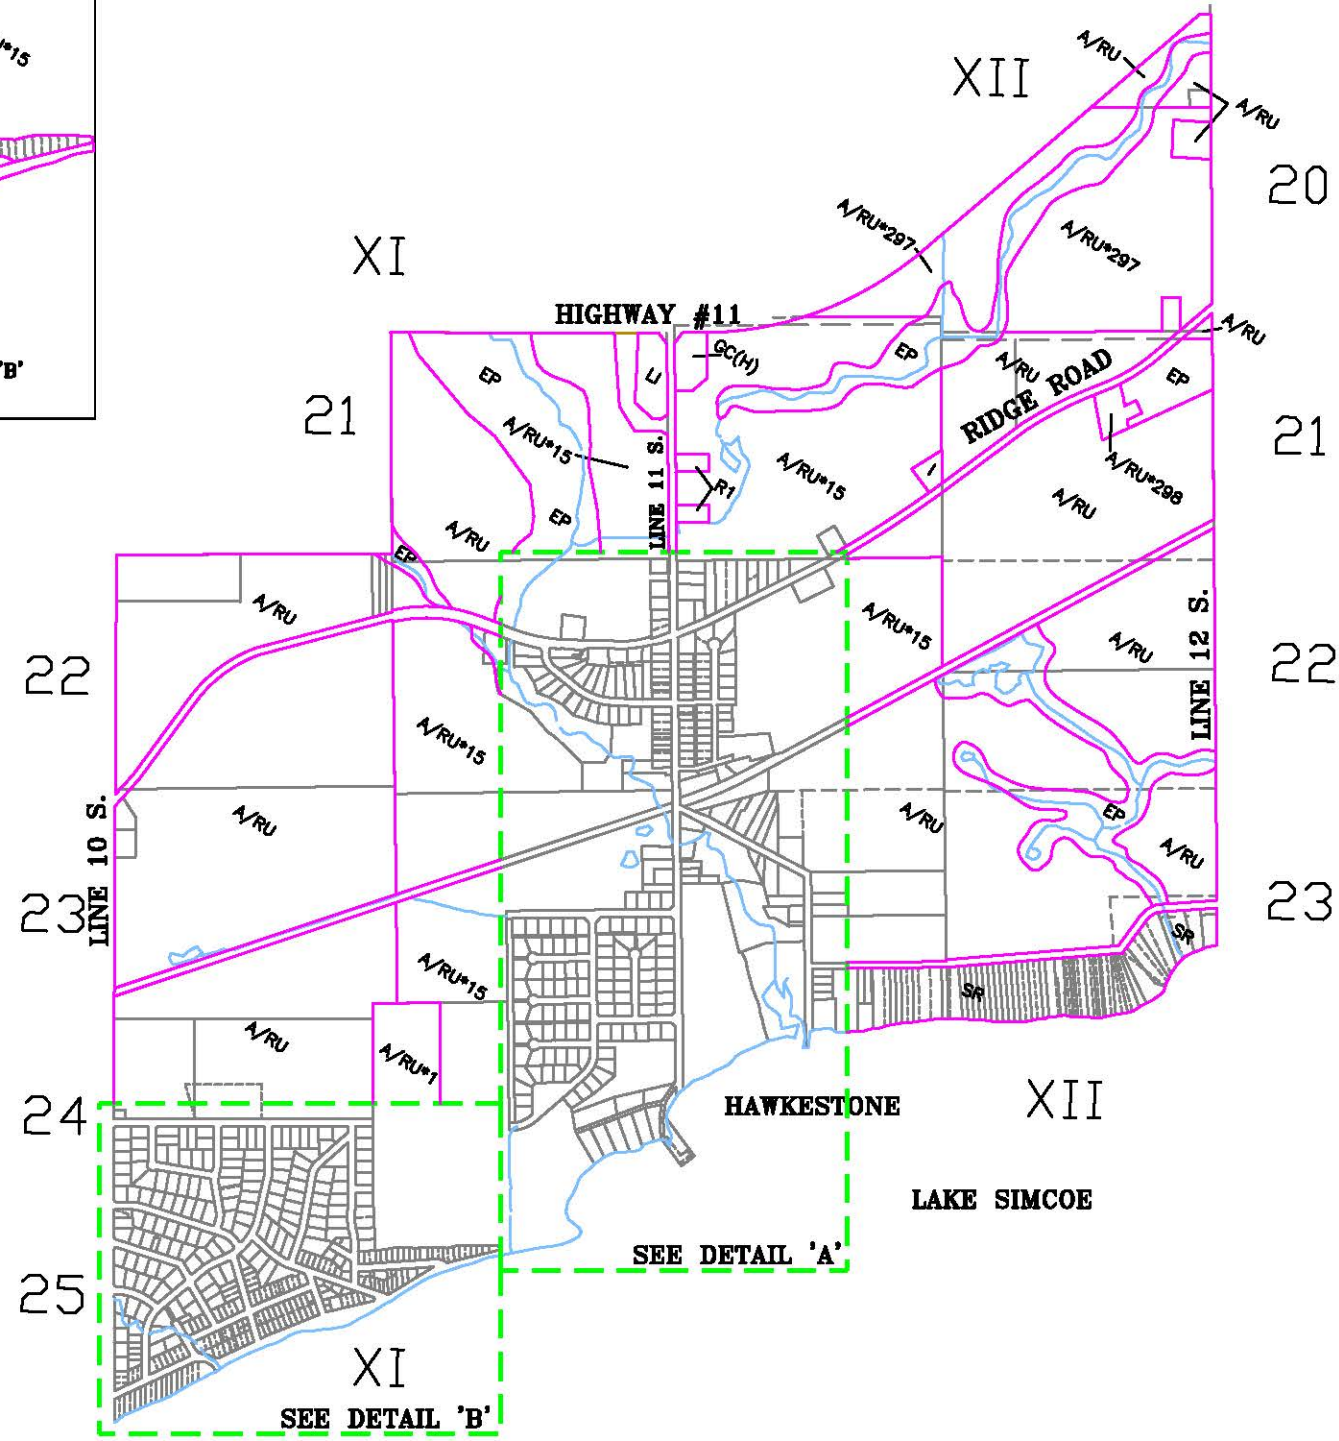 *15
'B'
XII
A/RU
A/RU
20
A/RU*297
A/RU*297
XI
HIGHWAY #11
A/RU
GC(H)
EP
A/RU
RIDGE ROAD
EP
EP
LI
21
A/RU*15
LINE 11 S.
R1
A/RU*15
I
A/RU*298
21
A/RU
EP
A/RU
EP
A/RU
A/RU*15
A/RU
LINE 12 S.
22
22
A/RU*15
LINE 10 S.
A/RU
A/RU
EP
A/RU
23
23
SR
A/RU*15
SR
A/RU
A/RU*1
24
HAWKESTONE
XII
LAKE SIMCOE
SEE DETAIL 'A'
25
XI
SEE DETAIL 'B'